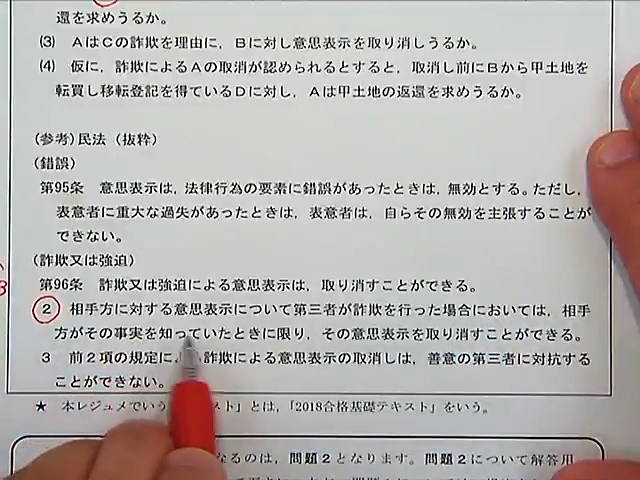 還を求めうるか。
(3) AはCの詐欺を理由に，Bに対し意思表示を取り消しうるか。
(4) 仮に，詐欺によるAの取消が認められるとすると，取消し前にBから甲土地を
転買し移転登記を得ているDに対し，Aは甲土地の返還を求めうるか。
(参考)民法（抜粋）
(錯誤)
第95条 意思表示は，法律行為の要素に錯誤があったときは，無効とする。ただし，
表意者に重大な過失があったときは，表意者は，自らその無効を主張することが
できない。
(詐欺又は強迫)
第96条 詐欺又は強迫による意思表示は，取り消すことができる。
2 相手方に対する意思表示について第三者が詐欺を行った場合においては，相手
方がその事実を知っていたときに限り，その意思表示を取り消すことができる。
3 前２項の規定に 詐欺による意思表示の取消しは，善意の第三者に対抗する
ことができない。
★ 本レジュメでいう スト」とは，「2018合格基礎テキスト」をいう。
なるのは，問題２となります。問題２について解答用